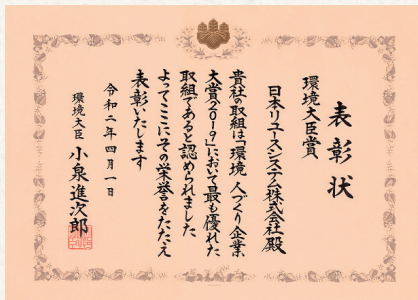 表彰状
環境大臣賞
日本リユースシステム株式会社殿
貴社の取組は「環境 人づくり企業
大賞2019」において最も優れた
取組であると認められました
よってここにその栄誉をたたえ
表彰いたします
令和二年四月一日
環境大臣 小泉進次郎